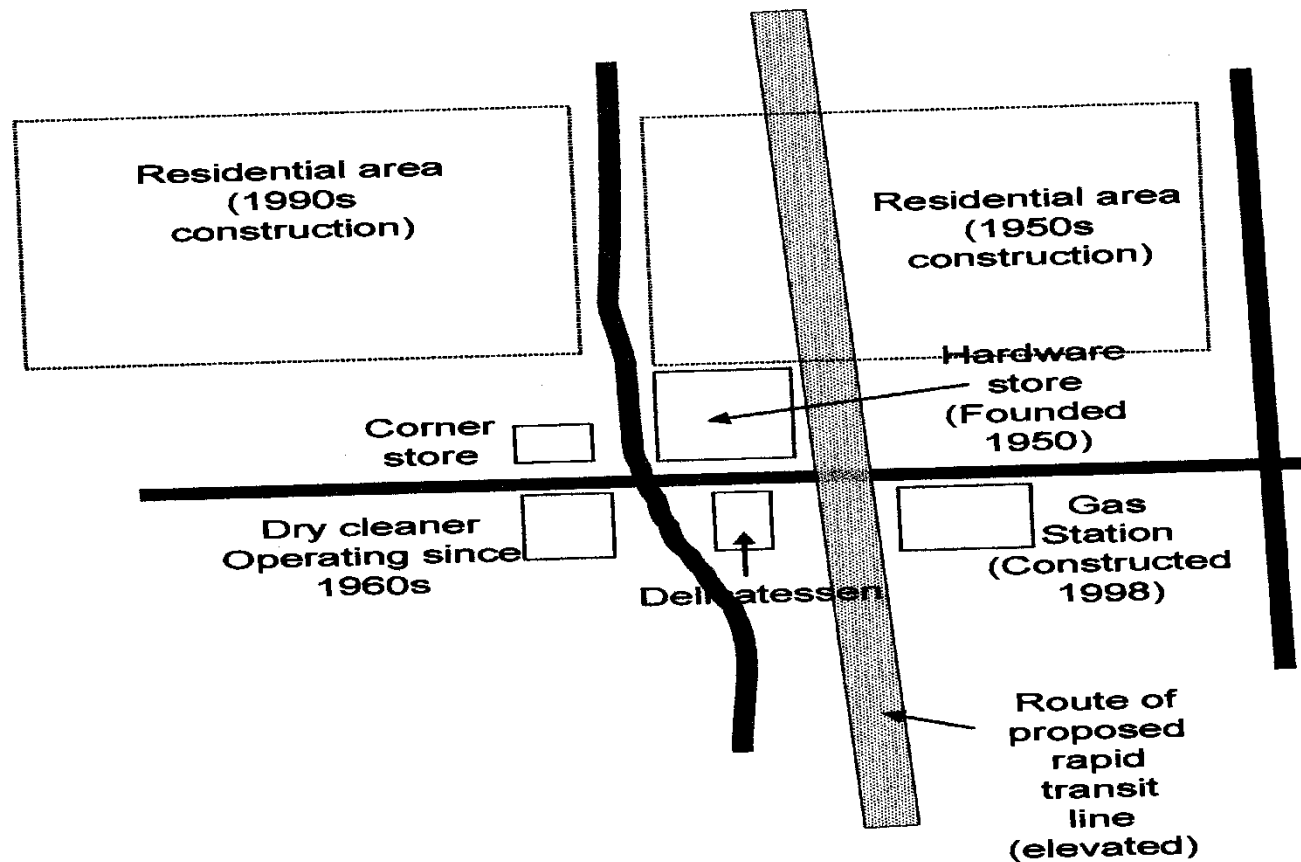 Residential area
(1990s
construction)
Residential area
(1950s
construction)
Hardware
store
(Founded
1950)
Corner
store
Dry cleaner
Operating since
1960s
Delicatessen
Gas
Station
(Constructed
1998)
Route of
proposed
rapid
transit
line
(elevated)